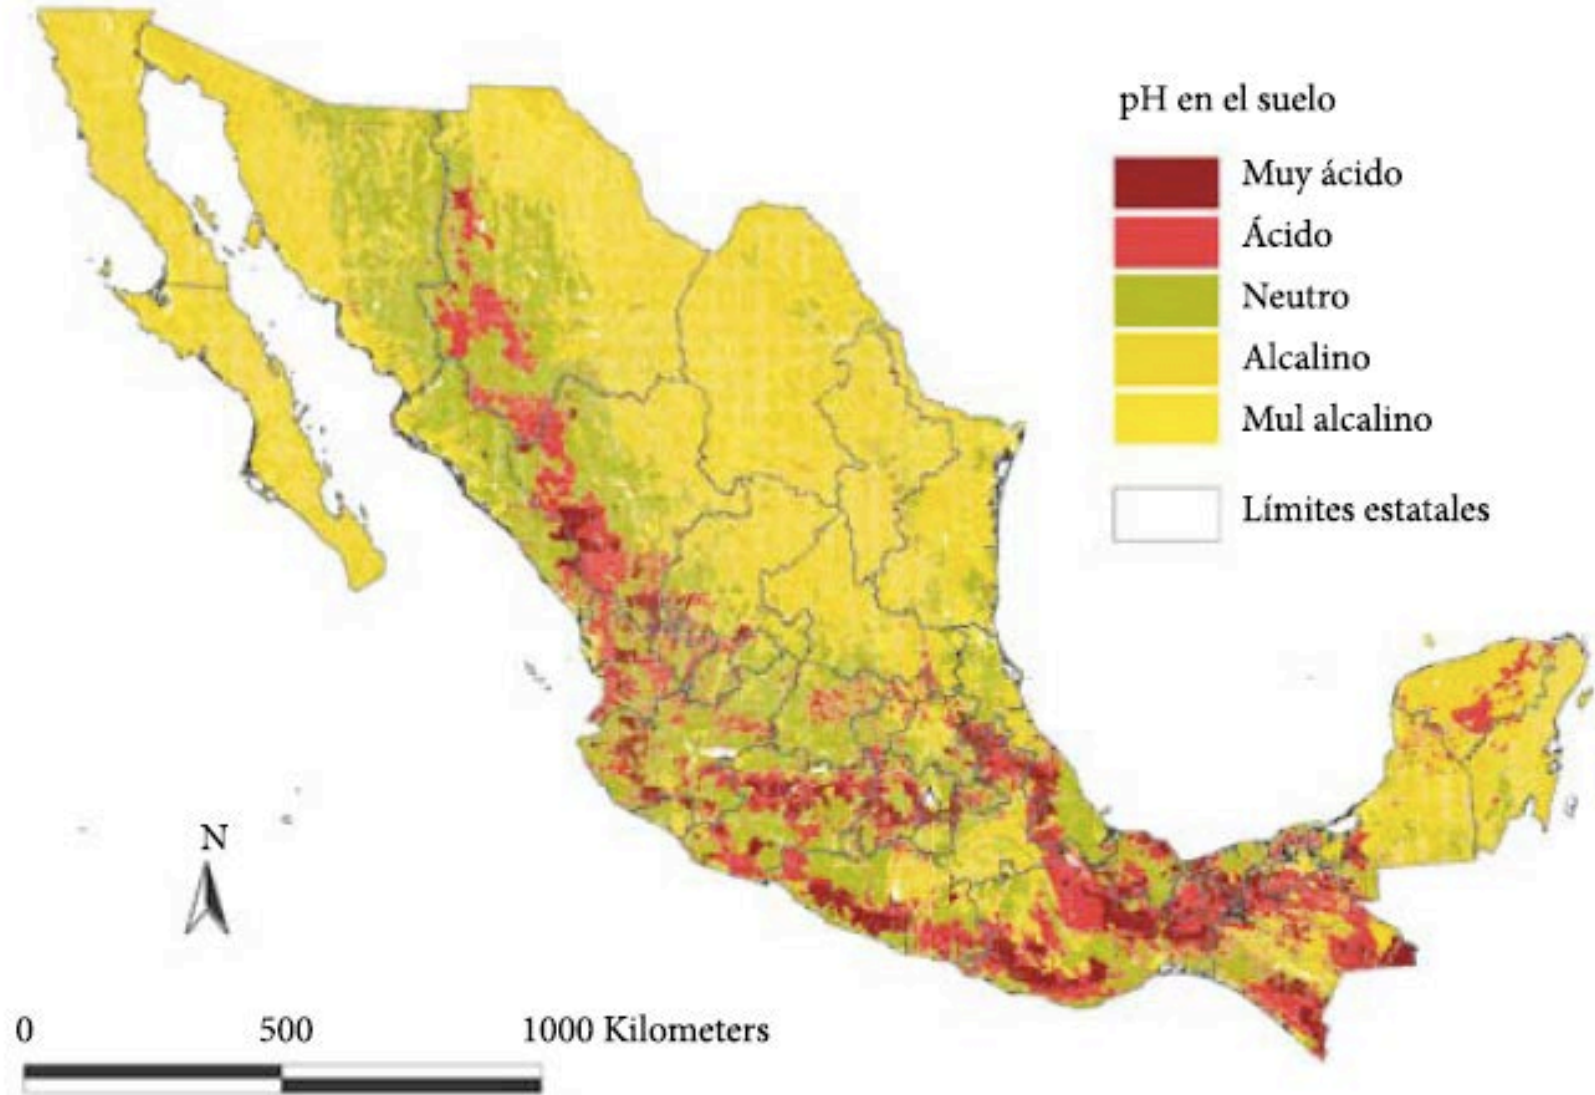 pH en el suelo
Muy ácido
Ácido
Neutro
Alcalino
Mul alcalino
Límites estatales
N
0 500 1000 Kilometers